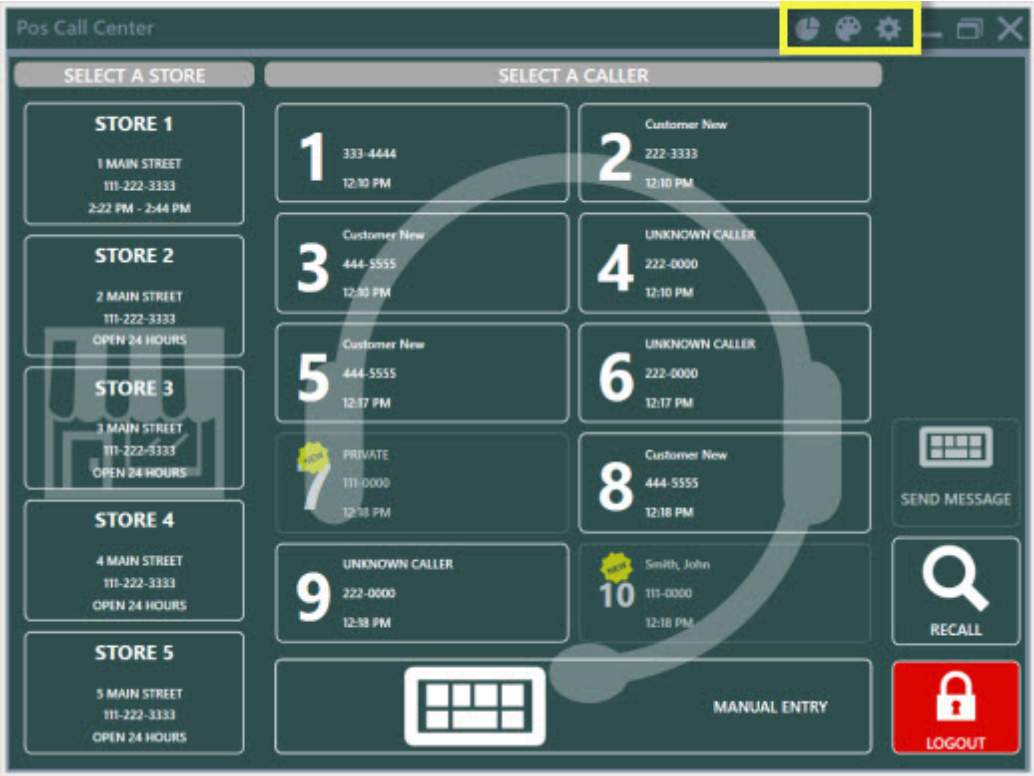 Pos Call Center
SELECT A STORE
STORE 1
1 MAIN STREET
111-222-3333
2:22 PM - 2:44 PM
STORE 2
2 MAIN STREET
111-222-3333
OPEN 24 HOURS
STORE 3
3 MAIN STREET
111-222-3333
OPEN 24 HOURS
STORE 4
4 MAIN STREET
111-222-3333
OPEN 24 HOURS
STORE 5
5 MAIN STREET
111-222-3333
OPEN 24 HOURS
SELECT A CALLER
1
333-4444
12:10 PM
2
Customer New
222-3333
12:10 PM
3
Customer New
444-5555
12:10 PM
4
UNKNOWN CALLER
222-0000
12:10 PM
5
Customer New
444-5555
12:17 PM
6
UNKNOWN CALLER
222-0000
12:17 PM
NEW
7
PRIVATE
111-0000
12:18 PM
8
Customer New
444-5555
12:18 PM
9
UNKNOWN CALLER
222-0000
12:18 PM
NEW
10
Smith, John
111-0000
12:18 PM
MANUAL ENTRY
SEND MESSAGE
RECALL
LOGOUT